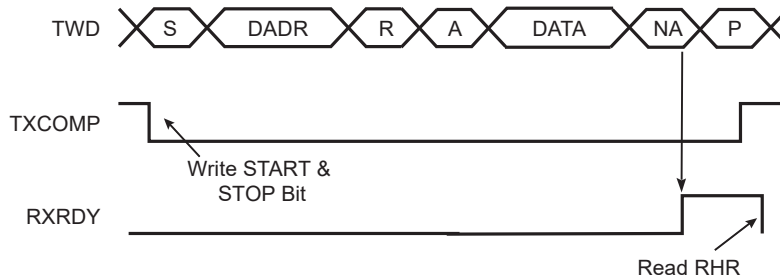 TWD S DADR R A DATA NA P
TXCOMP
Write START &
STOP Bit
RXRDY
Read RHR